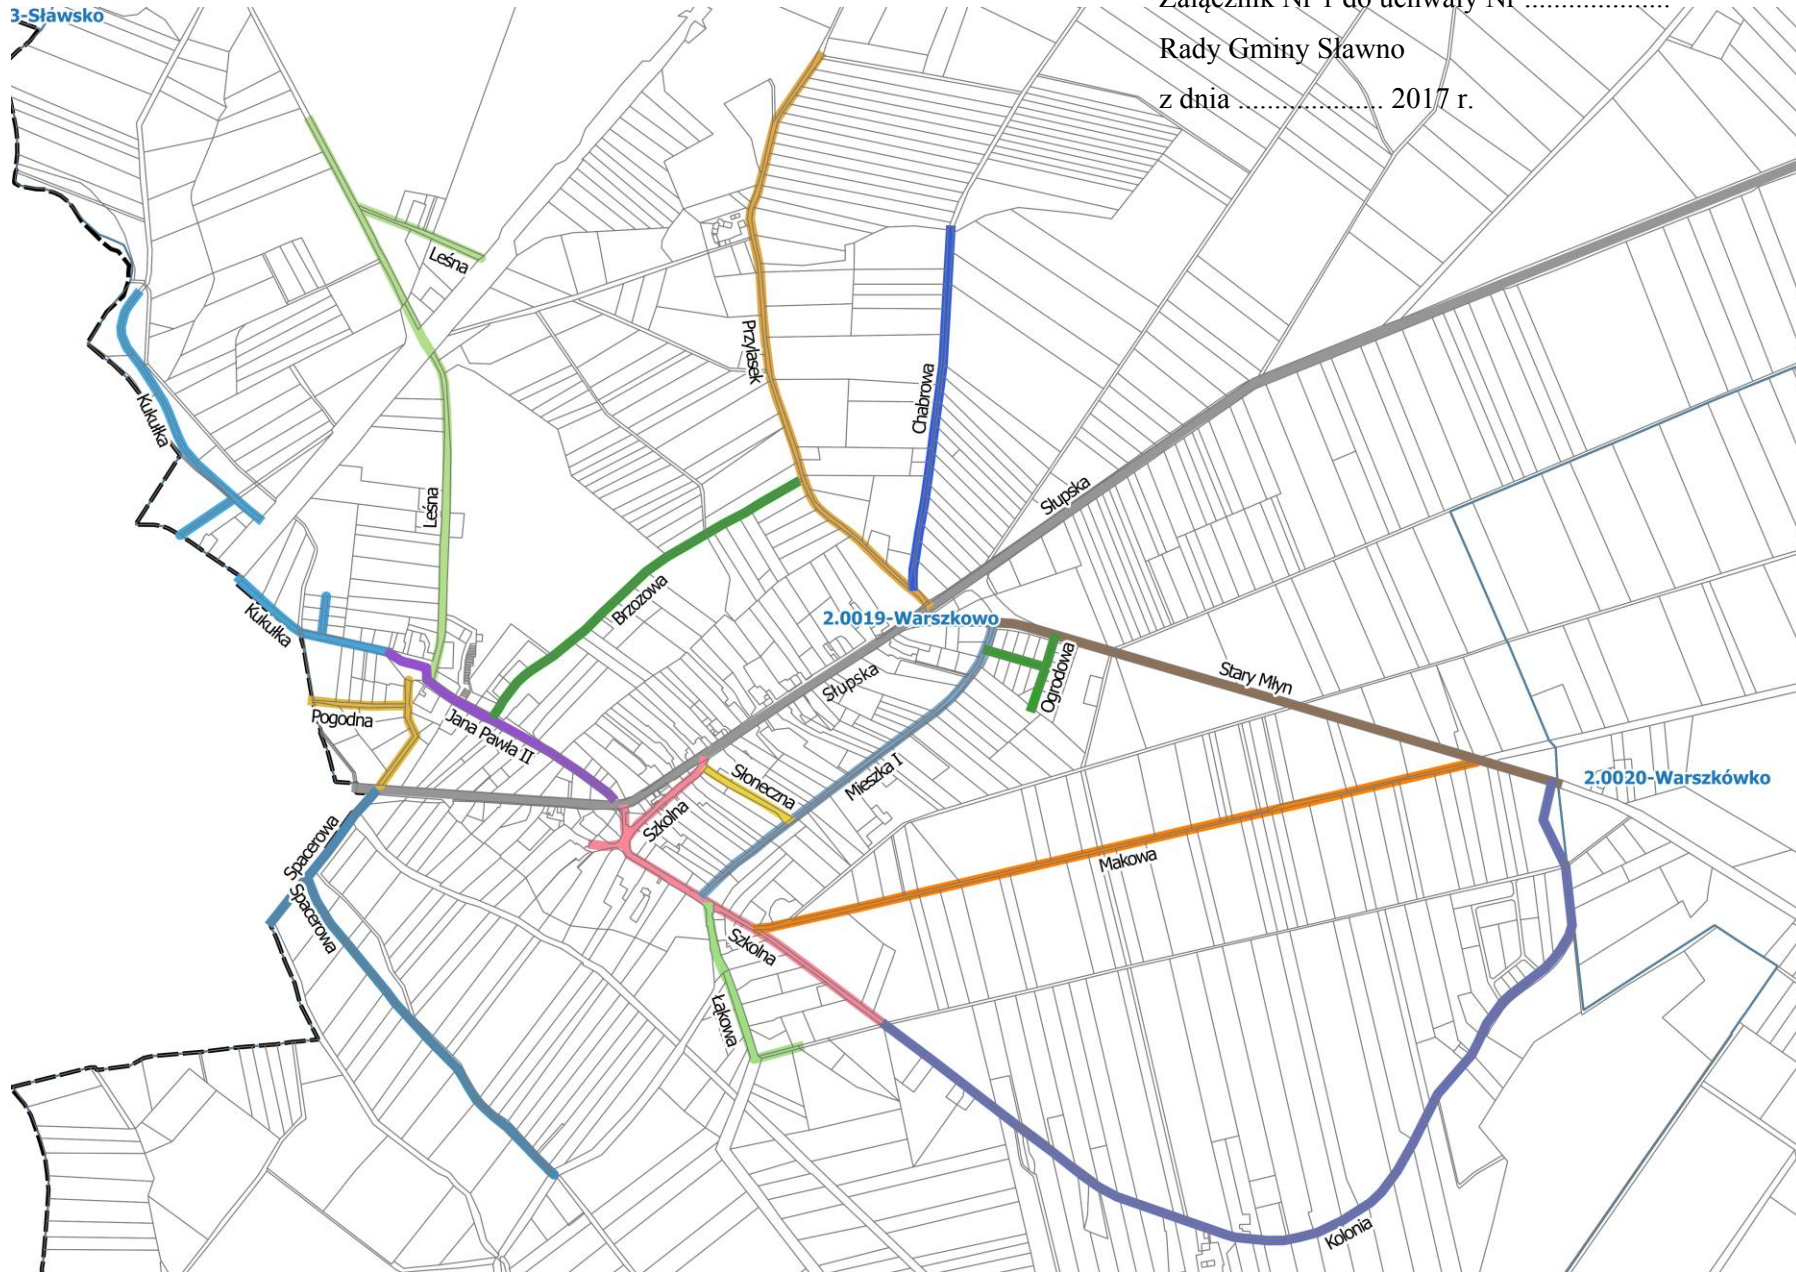 3-Sławsko
Załącznik Nr 1 do uchwały Nr ....................
Rady Gminy Sławno
z dnia .................... 2017 r.
Leśna
Przylasek
Chabrowa
Kukułka
Leśna
Słupska
Brzozowa
Kukułka
2.0019-Warszkowo
Ogrodowa
Stary Młyn
Słupska
Pogodna
Jana Pawła II
Mieszka I
Słoneczna
2.0020-Warszkówko
Szkolna
Spacerowa
Makowa
Spacerowa
Szkolna
Łąkowa
Kolonia